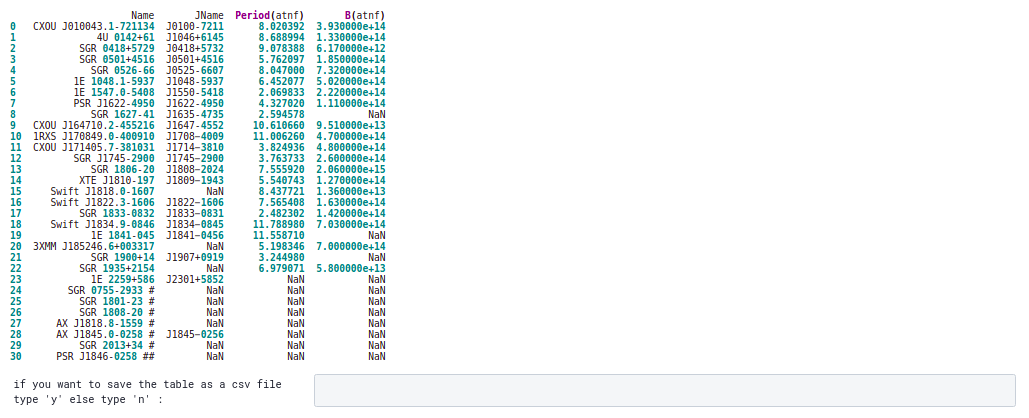 Name JName Period(atnf) B(atnf)
0 CXOU J010043.1-721134 J0100-7211 8.020392 3.930000e+14
1 4U 0142+61 J1046+6145 8.688994 1.330000e+14
2 SGR 0418+5729 J0418+5732 9.078388 6.170000e+12
3 SGR 0501+4516 J0501+4516 5.762097 1.850000e+14
4 SGR 0526-66 J0525-6607 8.047000 7.320000e+14
5 1E 1048.1-5937 J1048-5937 6.452077 5.020000e+14
6 1E 1547.0-5408 J1550-5418 2.069833 2.220000e+14
7 PSR J1622-4950 J1622-4950 4.327020 1.110000e+14
8 SGR 1627-41 J1635-4735 2.594578 NaN
9 CXOU J164710.2-455216 J1647-4552 10.610660 9.510000e+13
10 1RXS J170849.0-400910 J1708−4009 11.006260 4.700000e+14
11 CXOU J171405.7-381031 J1714−3810 3.824936 4.800000e+14
12 SGR J1745-2900 J1745−2900 3.763733 2.600000e+14
13 SGR 1806-20 J1808−2024 7.555920 2.060000e+15
14 XTE J1810-197 J1809−1943 5.540743 1.270000e+14
15 Swift J1818.0-1607 NaN 8.437721 1.360000e+13
16 Swift J1822.3-1606 J1822−1606 7.565408 1.630000e+14
17 SGR 1833-0832 J1833−0831 2.482302 1.420000e+14
18 Swift J1834.9-0846 J1834−0845 11.788980 7.030000e+14
19 1E 1841-045 J1841−0456 11.558710 NaN
20 3XMM J185246.6+003317 NaN 5.198346 7.000000e+14
21 SGR 1900+14 J1907+0919 3.244980 NaN
22 SGR 1935+2154 NaN 6.979071 5.800000e+13
23 1E 2259+586 J2301+5852 NaN NaN
24 SGR 0755-2933 # NaN NaN NaN
25 SGR 1801-23 # NaN NaN NaN
26 SGR 1808-20 # NaN NaN NaN
27 AX J1818.8-1559 # NaN NaN NaN
28 AX J1845.0-0258 # J1845−0256 NaN NaN
29 SGR 2013+34 # NaN NaN NaN
30 PSR J1846-0258 ## NaN NaN NaN
if you want to save the table as a csv file
type 'y' else type 'n' :